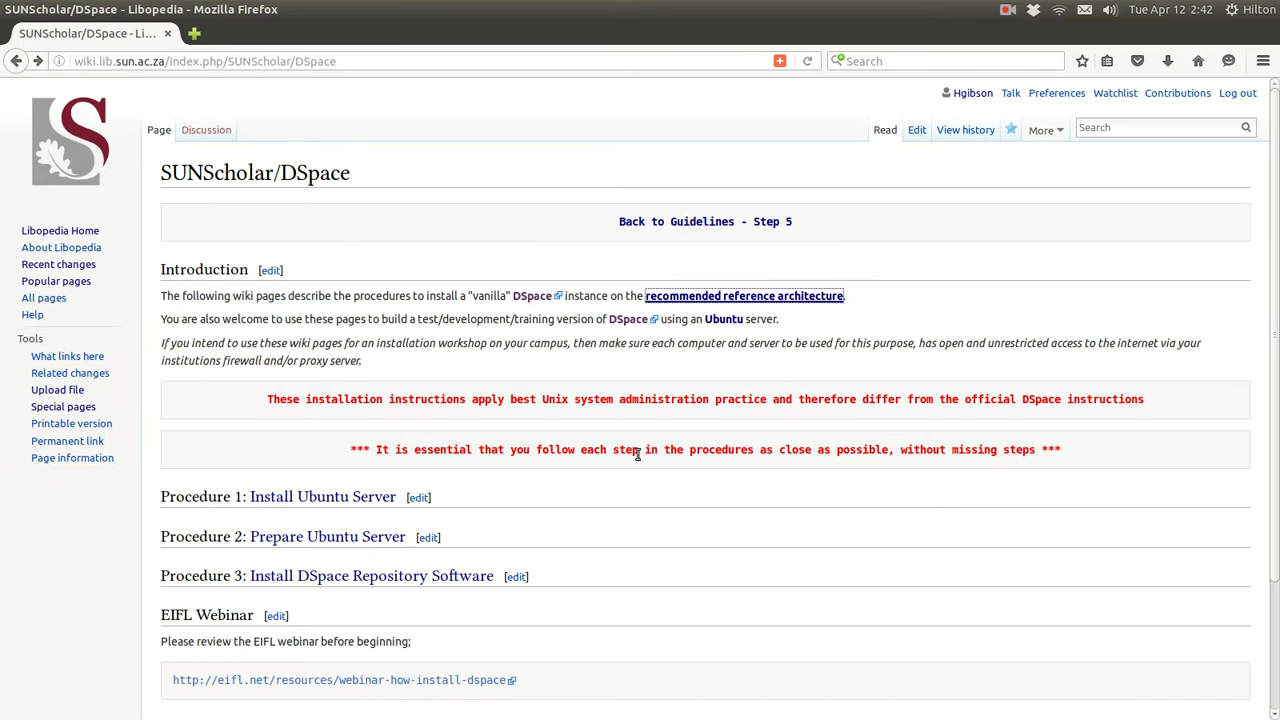 SUNScholar/DSpace - Libopedia - Mozilla Firefox
Tue Apr 12 2:42 Hilton
SUNScholar/DSpace - Li... ×
wiki.lib.sun.ac.za/index.php/SUNScholar/DSpace
Search
Hgibson Talk Preferences Watchlist Contributions Log out
Page Discussion Read Edit View history More Search
S
SUNScholar/DSpace
Back to Guidelines - Step 5
Libopedia Home
About Libopedia
Recent changes
Popular pages
All pages
Help
Tools
What links here
Related changes
Upload file
Special pages
Printable version
Permanent link
Page information
Introduction [edit]
The following wiki pages describe the procedures to install a "vanilla" DSpace instance on the recommended reference architecture.
You are also welcome to use these pages to build a test/development/training version of DSpace using an Ubuntu server.
If you intend to use these wiki pages for an installation workshop on your campus, then make sure each computer and server to be used for this purpose, has open and unrestricted access to the internet via your
institutions firewall and/or proxy server.
These installation instructions apply best Unix system administration practice and therefore differ from the official DSpace instructions
*** It is essential that you follow each step in the procedures as close as possible, without missing steps ***
Procedure 1: Install Ubuntu Server [edit]
Procedure 2: Prepare Ubuntu Server [edit]
Procedure 3: Install DSpace Repository Software [edit]
EIFL Webinar [edit]
Please review the EIFL webinar before beginning;
http://eifl.net/resources/webinar-how-install-dspace